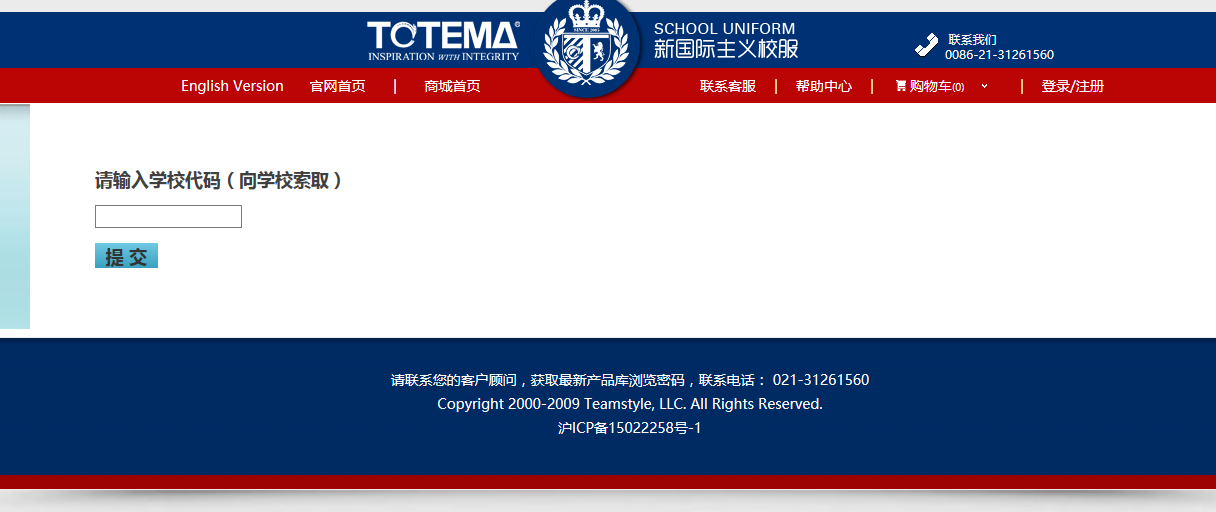 TOTEMA®
INSPIRATION WITH INTEGRITY
SINCE 2005
SCHOOL UNIFORM
新国际主义校服
联系我们
0086-21-31261560
English Version 官网首页 | 商城首页 联系客服 | 帮助中心 | 购物车(0) | 登录/注册
请输入学校代码（向学校索取）
提 交
请联系您的客户顾问，获取最新产品库浏览密码，联系电话： 021-31261560
Copyright 2000-2009 Teamstyle, LLC. All Rights Reserved.
沪ICP备15022258号-1